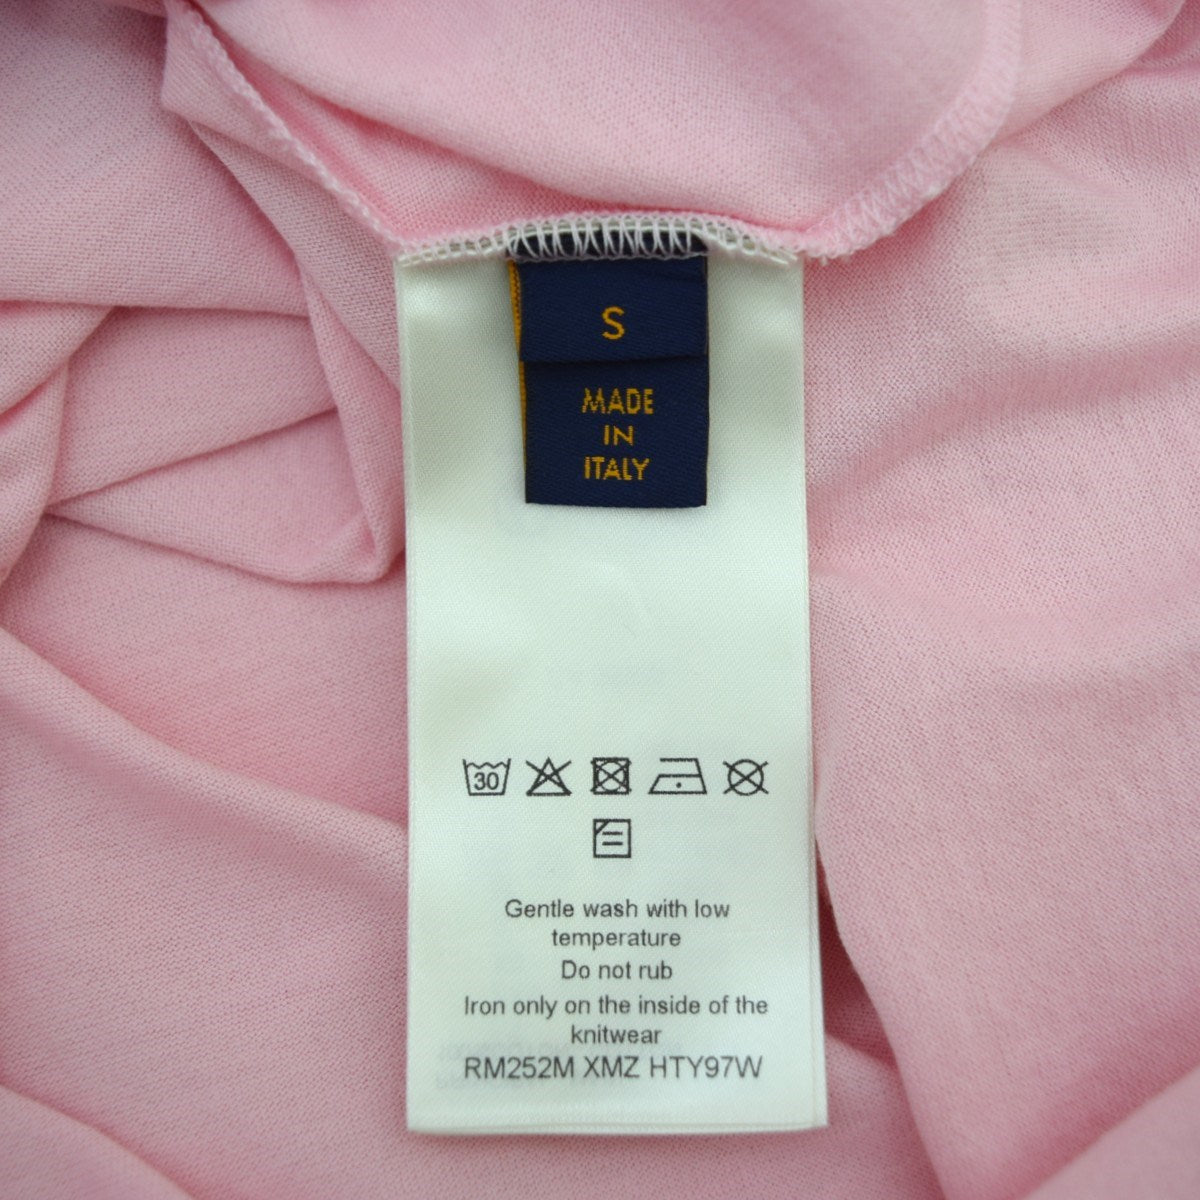 S
MADE
IN
ITALY
30
Gentle wash with low
temperature
Do not rub
Iron only on the inside of the
knitwear
RM252M XMZ HTY97W